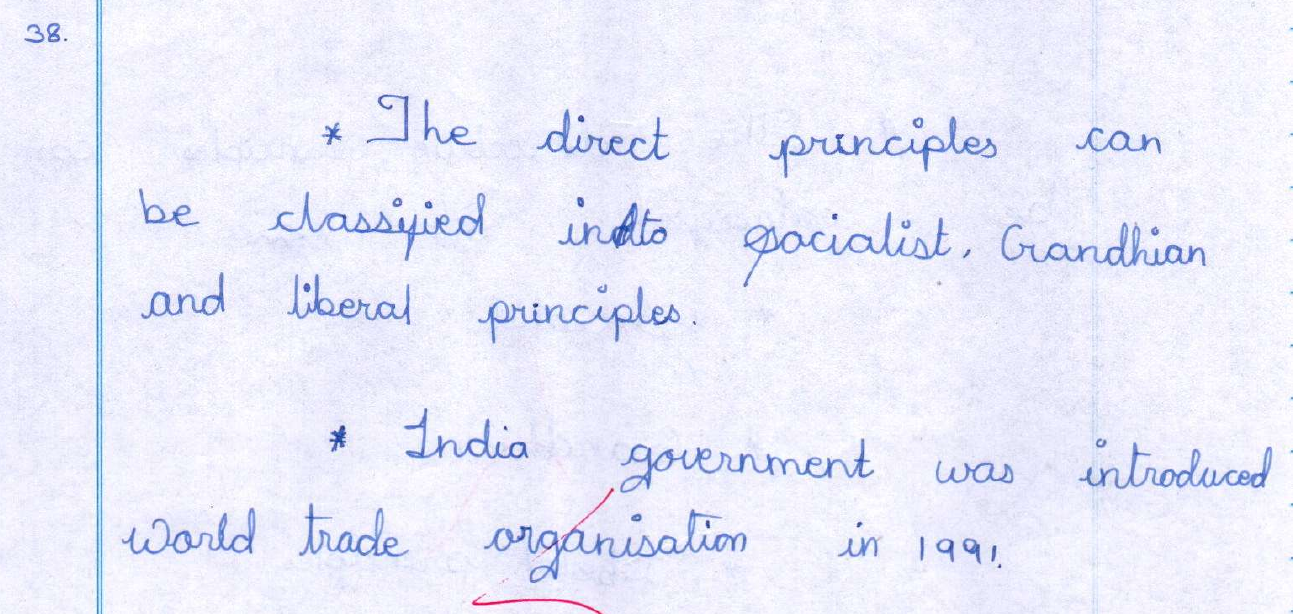 38.
* The direct principles can
be classified into socialist, Gandhian
and liberal principles.
* India government was introduced
world trade organisation in 1991.